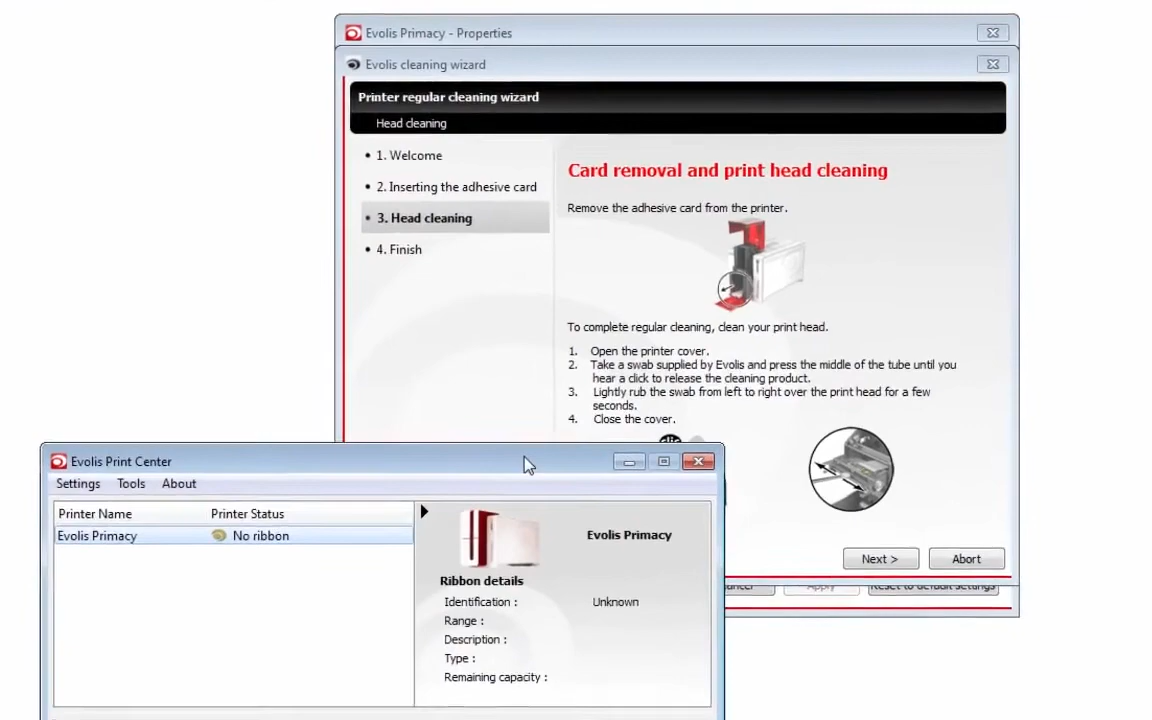 Evolis Primacy - Properties
Evolis cleaning wizard
Printer regular cleaning wizard
Head cleaning
• 1. Welcome
• 2. Inserting the adhesive card
• 3. Head cleaning
• 4. Finish
Card removal and print head cleaning
Remove the adhesive card from the printer.
To complete regular cleaning, clean your print head.
1. Open the printer cover.
2. Take a swab supplied by Evolis and press the middle of the tube until you
hear a click to release the cleaning product.
3. Lightly rub the swab from left to right over the print head for a few
seconds.
4. Close the cover.
Next >
Abort
Apply
Reset to default settings
Evolis Print Center
Settings
Tools
About
Printer Name
Printer Status
Evolis Primacy
No ribbon
Evolis Primacy
Ribbon details
Identification :
Unknown
Range :
Description :
Type :
Remaining capacity :